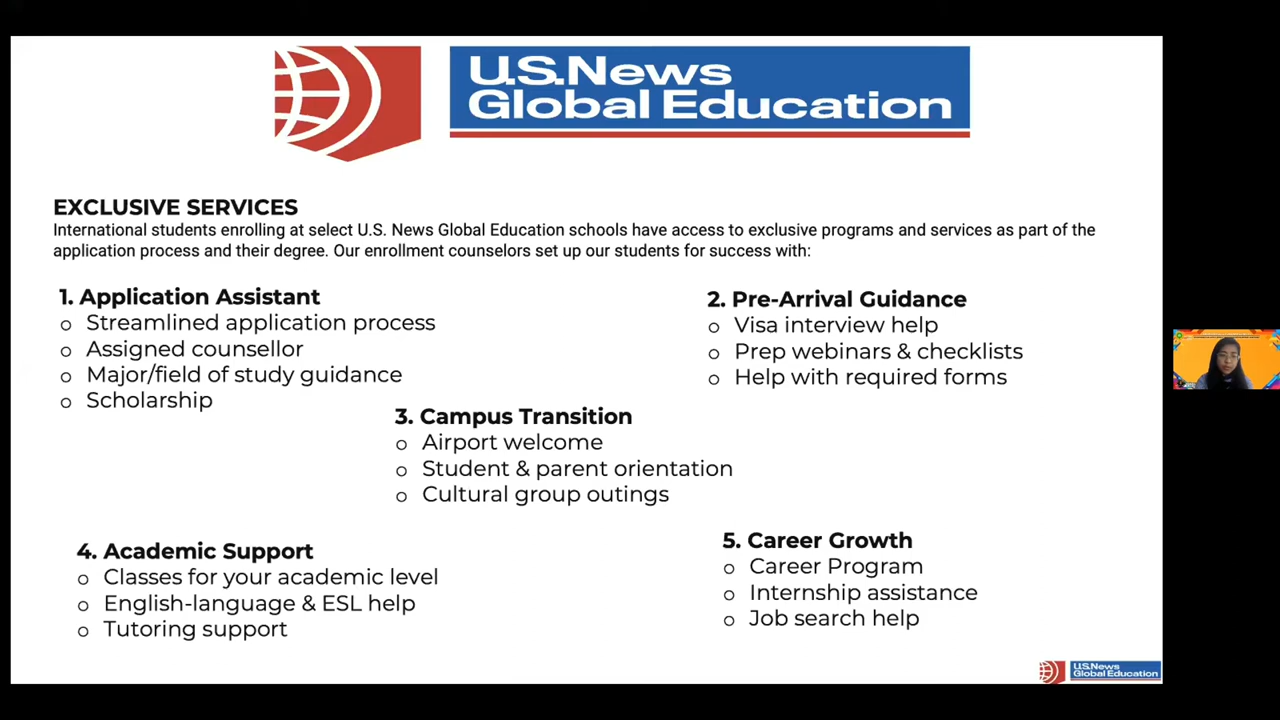 U.S.News
Global Education
EXCLUSIVE SERVICES
International students enrolling at select U.S. News Global Education schools have access to exclusive programs and services as part of the
application process and their degree. Our enrollment counselors set up our students for success with:
1. Application Assistant
o Streamlined application process
o Assigned counsellor
o Major/field of study guidance
o Scholarship
2. Pre-Arrival Guidance
o Visa interview help
o Prep webinars & checklists
o Help with required forms
3. Campus Transition
o Airport welcome
o Student & parent orientation
o Cultural group outings
4. Academic Support
o Classes for your academic level
o English-language & ESL help
o Tutoring support
5. Career Growth
o Career Program
o Internship assistance
o Job search help
U.S.News
Global Education